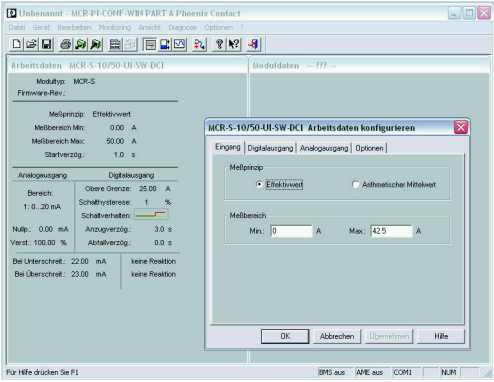 Unbenannt - MCR-PI-CONF-WIN PART A Phoenix Contact
Datei Gerät Bearbeiten Monitoring Ansicht Diagnose Optionen ?
Arbeitsdaten MCR-S-10/50-UI-SW-DCI
Moduldaten -- ??? --
Modultyp: MCR-S
Firmware-Rev.:
Meßprinzip: Effektivwert
Meßbereich Min: 0.00 A
Meßbereich Max: 50.00 A
Startverzög.: 1.0 s
Analogausgang Digitalausgang
Bereich:
1: 0...20 mA
Obere Grenze: 25.00 A
Schalthysterese: 1 %
Schaltverhalten:
Nullp.: 0.00 mA Anzugverzög.: 3.0 s
Verst.: 100.00 % Abfallverzög.: 0.0 s
Bei Unterschreit.: 22.00 mA keine Reaktion
Bei Überschreit.: 23.00 mA keine Reaktion
MCR-S-10/50-UI-SW-DCI Arbeitsdaten konfigurieren
Eingang Digitalausgang Analogausgang Optionen
Meßprinzip
Effektivwert Arithmetischer Mittelwert
Meßbereich
Min.: 0 A Max.: 42.5 A
OK Abbrechen Übernehmen Hilfe
Für Hilfe drücken Sie F1
BMS aus AME aus COM1 NUM